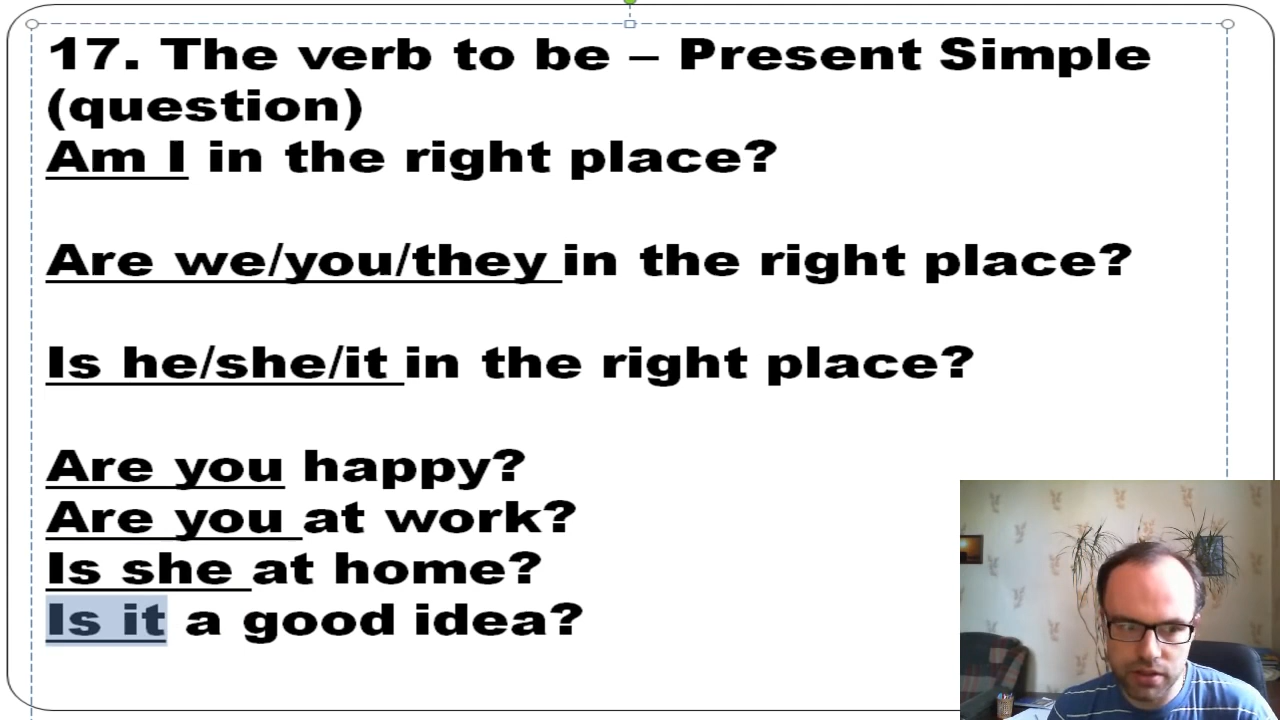 17. The verb to be – Present Simple
(question)
Am I in the right place?
Are we/you/they in the right place?
Is he/she/it in the right place?
Are you happy?
Are you at work?
Is she at home?
Is it a good idea?